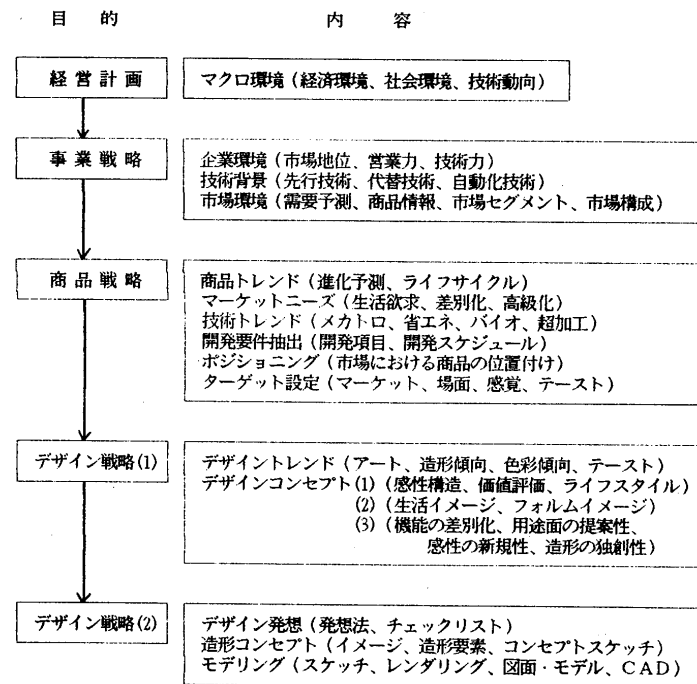 目的 内容
経営計画 マクロ環境（経済環境、社会環境、技術動向）
事業戦略 企業環境（市場地位、営業力、技術力）
技術背景（先行技術、代替技術、自動化技術）
市場環境（需要予測、商品情報、市場セグメント、市場構成）
商品戦略 商品トレンド（進化予測、ライフサイクル）
マーケットニーズ（生活欲求、差別化、高級化）
技術トレンド（メカトロ、省エネ、バイオ、超加工）
開発要件抽出（開発項目、開発スケジュール）
ポジショニング（市場における商品の位置付け）
ターゲット設定（マーケット、場面、感覚、テースト）
デザイン戦略(1) デザイントレンド（アート、造形傾向、色彩傾向、テースト）
デザインコンセプト(1)（感性構造、価値評価、ライフスタイル）
(2)（生活イメージ、フォルムイメージ）
(3)（機能の差別化、用途面の提案性、
感性の新規性、造形の独創性）
デザイン戦略(2) デザイン発想（発想法、チェックリスト）
造形コンセプト（イメージ、造形要素、コンセプトスケッチ）
モデリング（スケッチ、レンダリング、図面・モデル、ＣＡＤ）